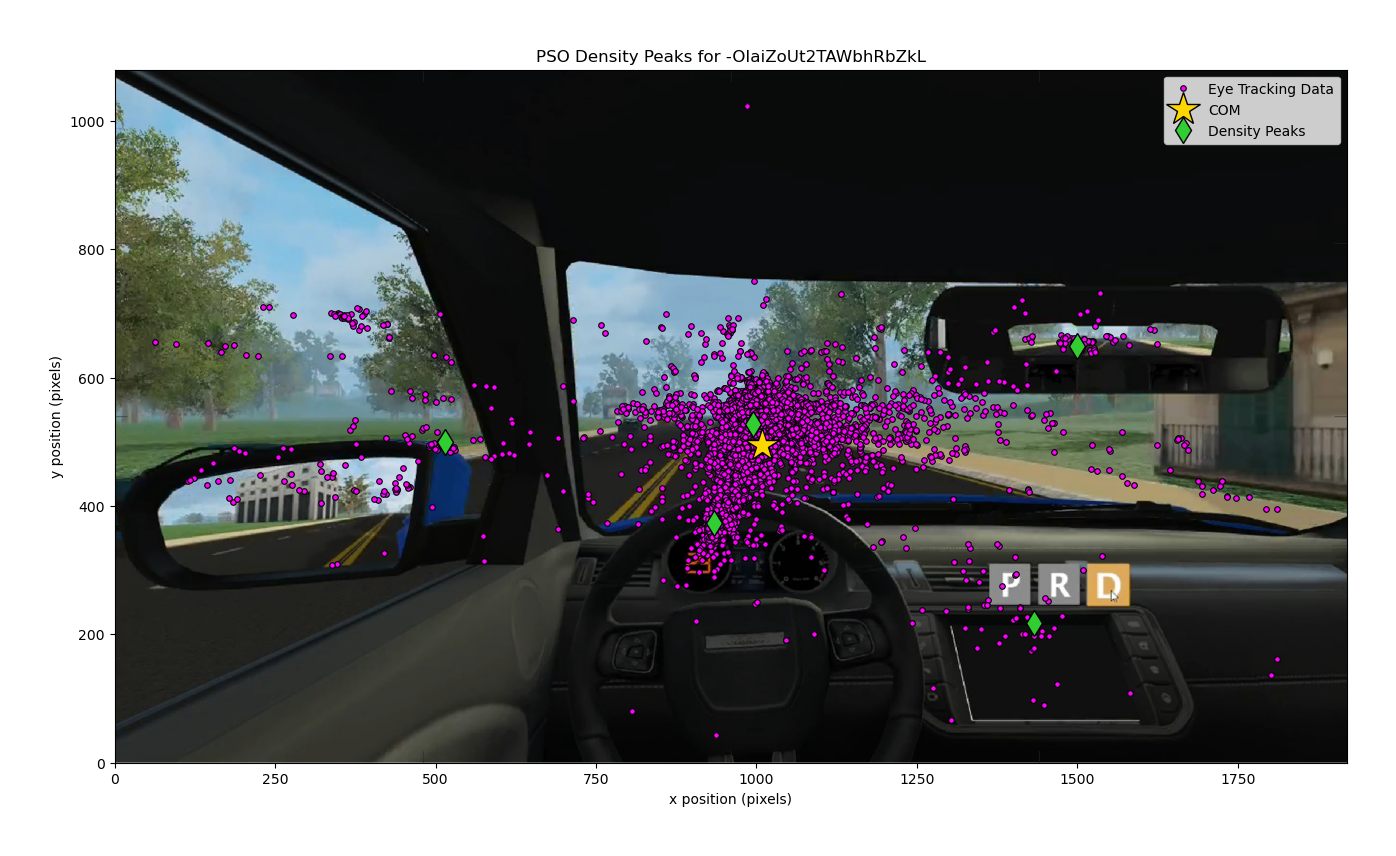 PSO Density Peaks for -OlaiZoUt2TAWbhRbZkL
Eye Tracking Data
COM
Density Peaks
y position (pixels)
1000
800
600
400
200
0
P R D
0 250 500 750 1000 1250 1500 1750
x position (pixels)